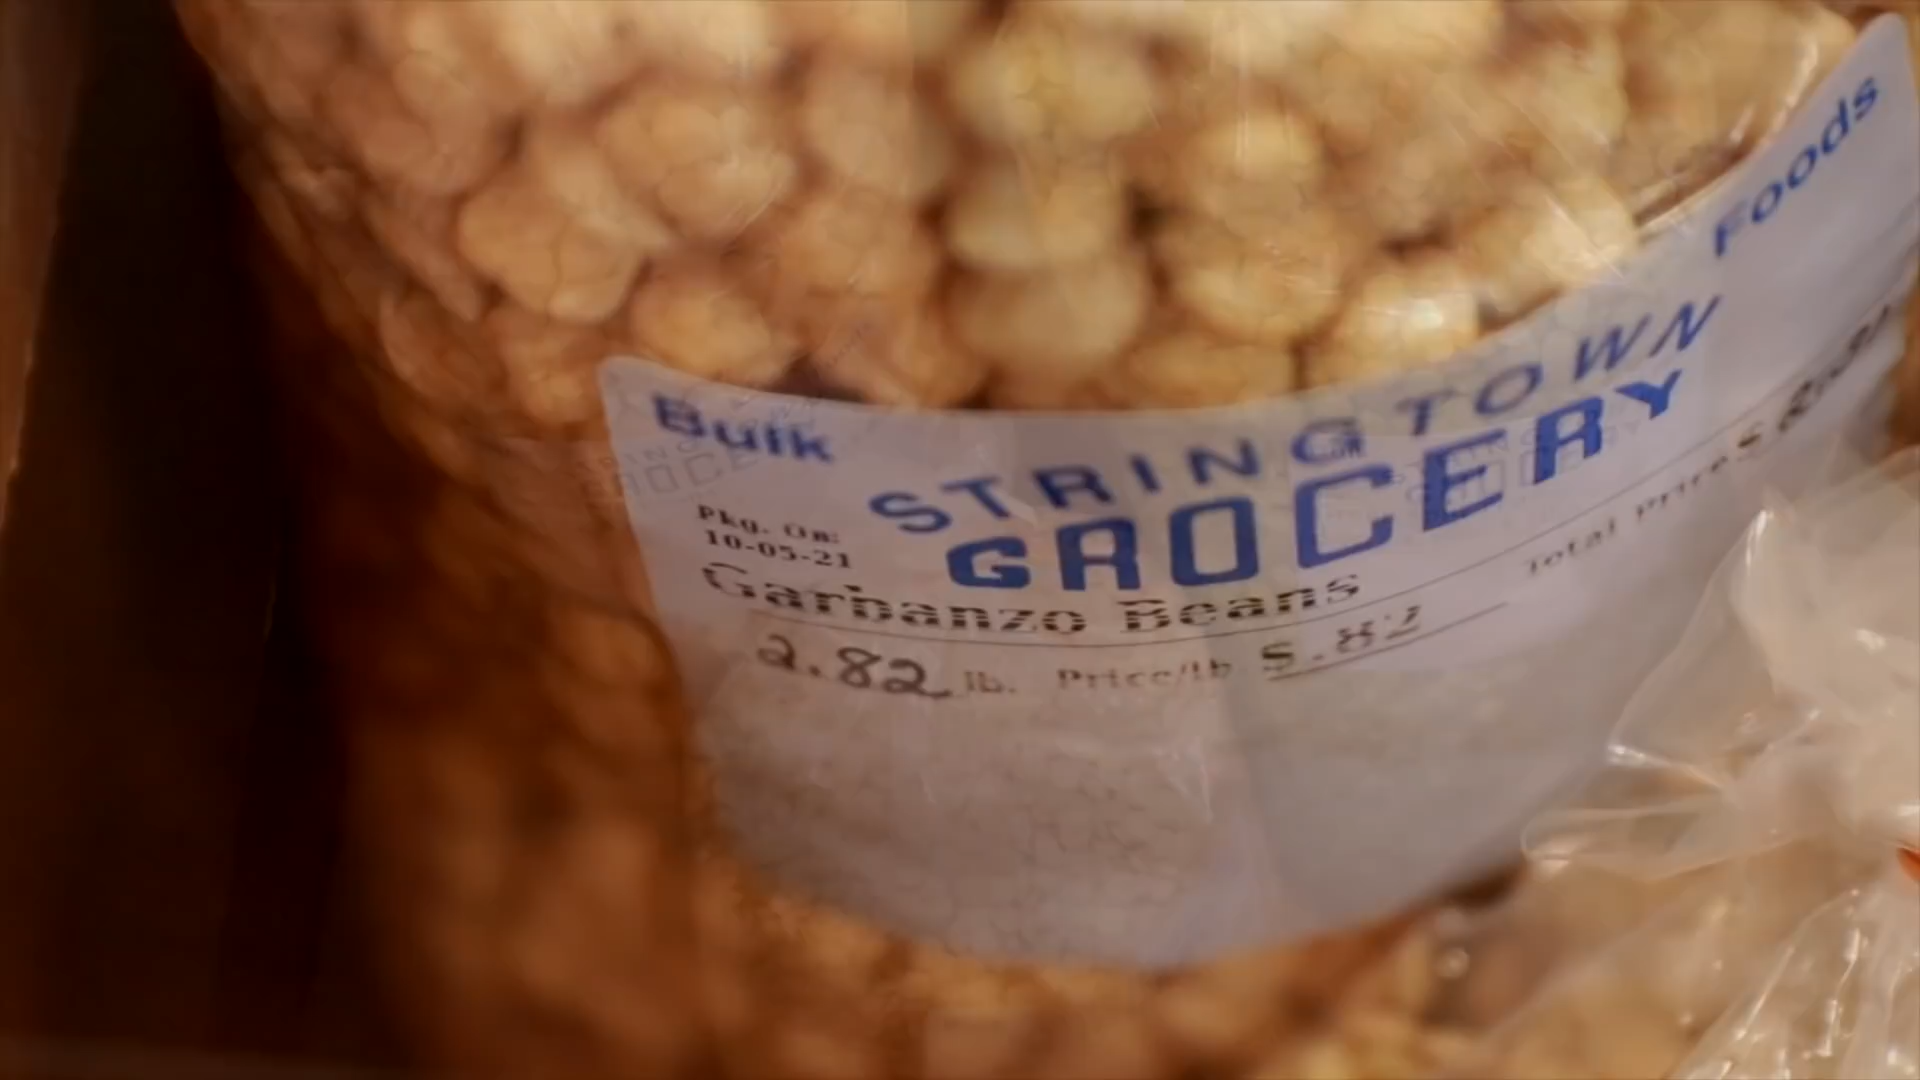 Bulk
Foods
STRINGTOWN
GROCERY
Pkg. On:
10-05-21
Garbanzo Beans
Total Price $
2.82 lb. Price/lb $.82